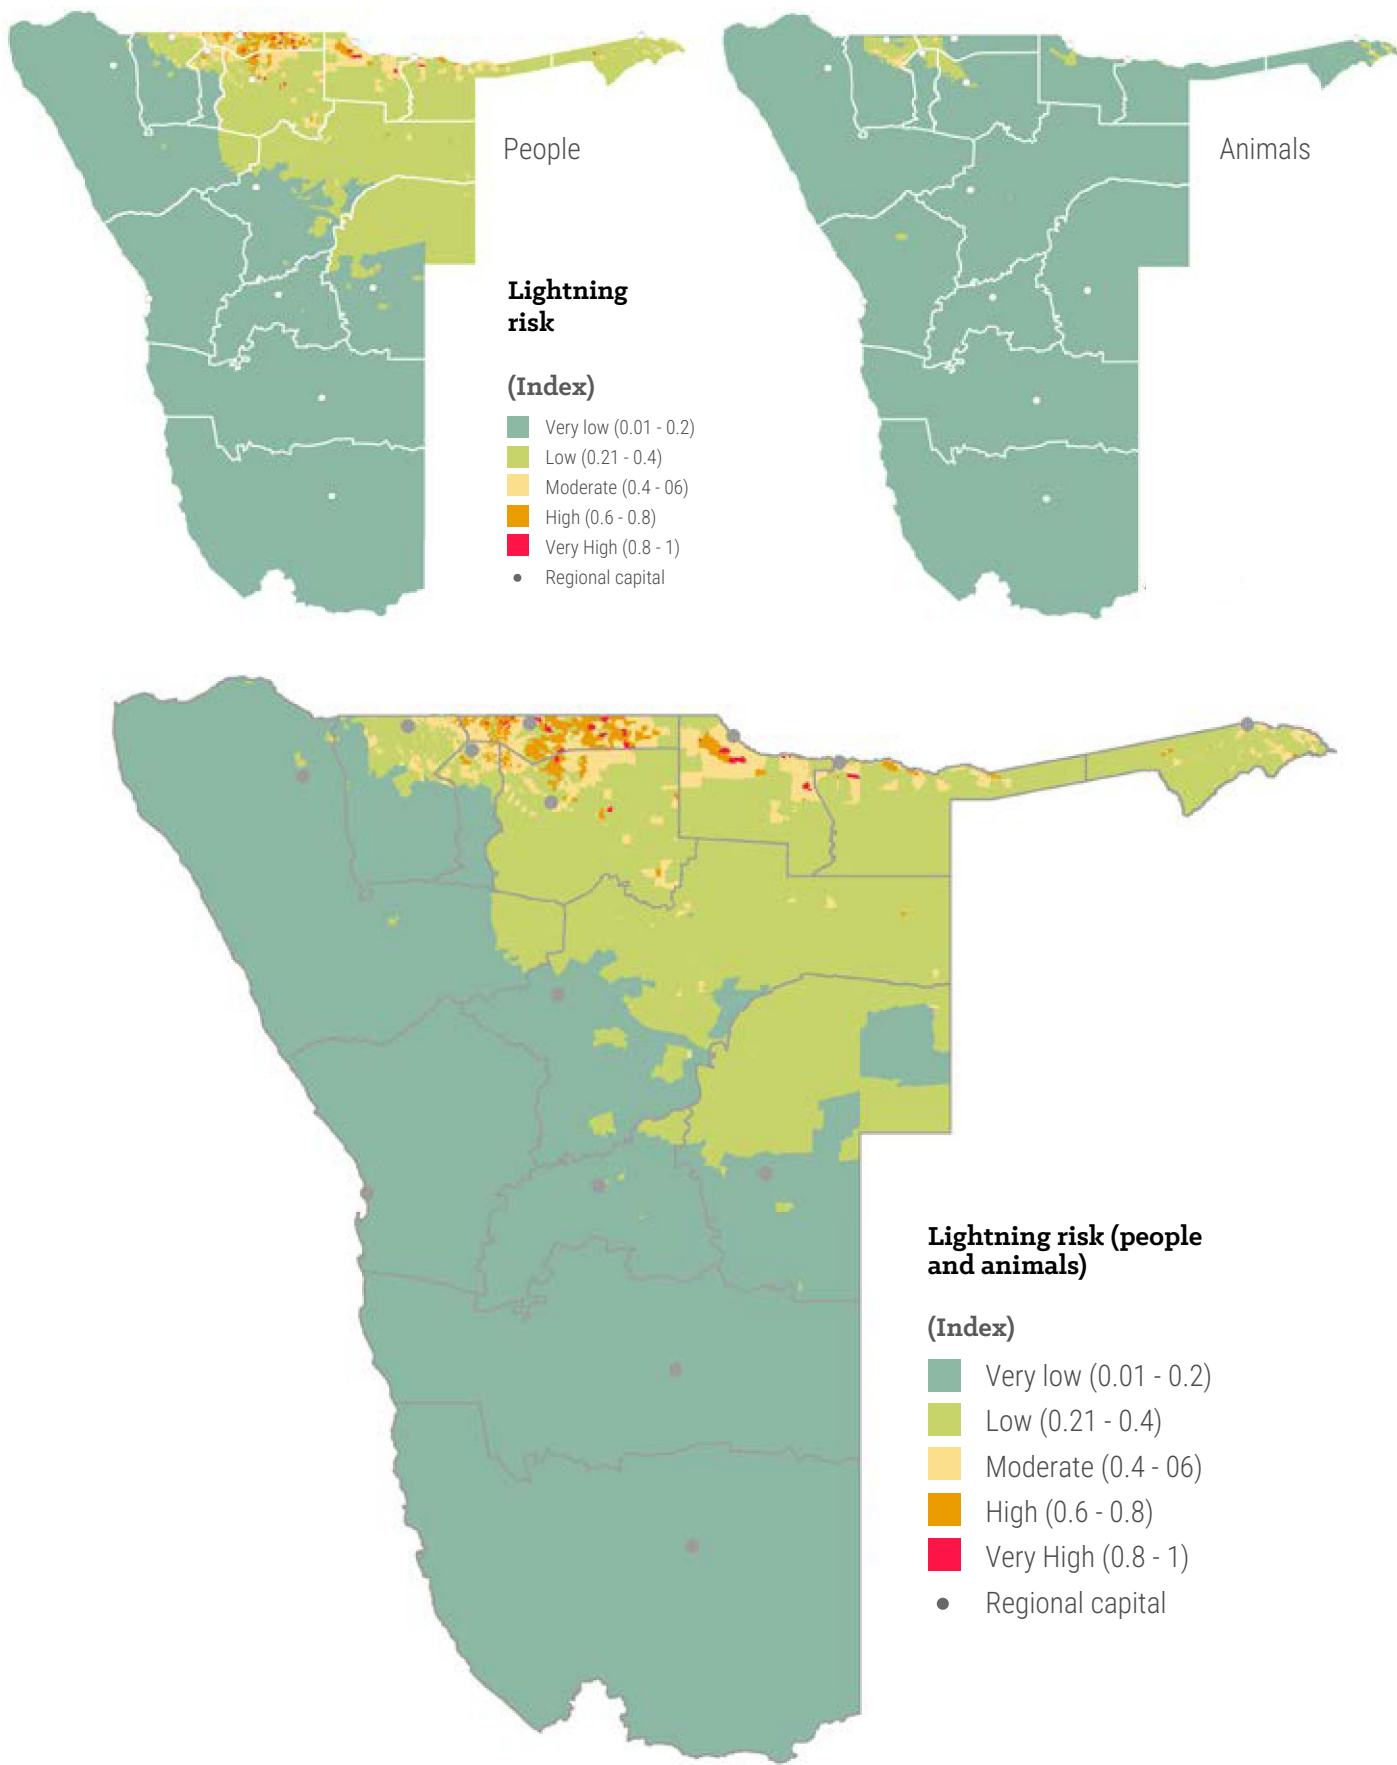 People
Animals
Lightning
risk
(Index)
Very low (0.01 - 0.2)
Low (0.21 - 0.4)
Moderate (0.4 - 06)
High (0.6 - 0.8)
Very High (0.8 - 1)
Regional capital
Lightning risk (people
and animals)
(Index)
Very low (0.01 - 0.2)
Low (0.21 - 0.4)
Moderate (0.4 - 06)
High (0.6 - 0.8)
Very High (0.8 - 1)
Regional capital